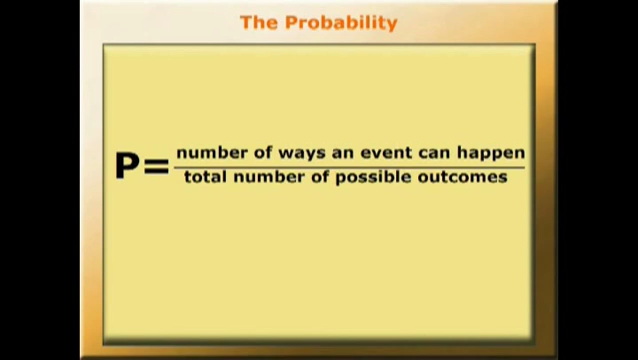 The Probability
number of ways an event can happen
P=
total number of possible outcomes